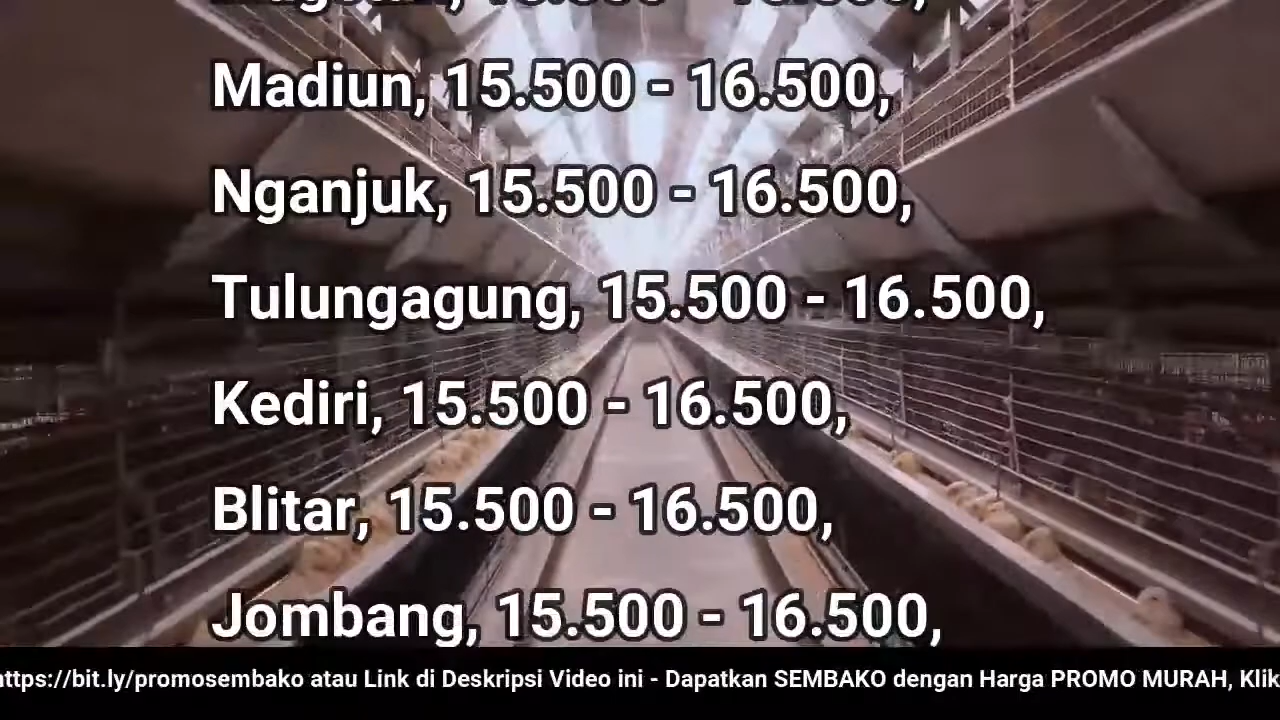 Madiun, 15.500 - 16.500,
Nganjuk, 15.500 - 16.500,
Tulungagung, 15.500 - 16.500,
Kediri, 15.500 - 16.500,
Blitar, 15.500 - 16.500,
Jombang, 15.500 - 16.500,
https://bit.ly/promosembako atau Link di Deskripsi Video ini - Dapatkan SEMBAKO dengan Harga PROMO MURAH, Klik